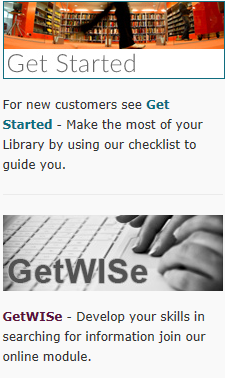 Get Started
For new customers see Get
Started - Make the most of your
Library by using our checklist to
guide you.
GetWISe
GetWISe - Develop your skills in
searching for information join our
online module.